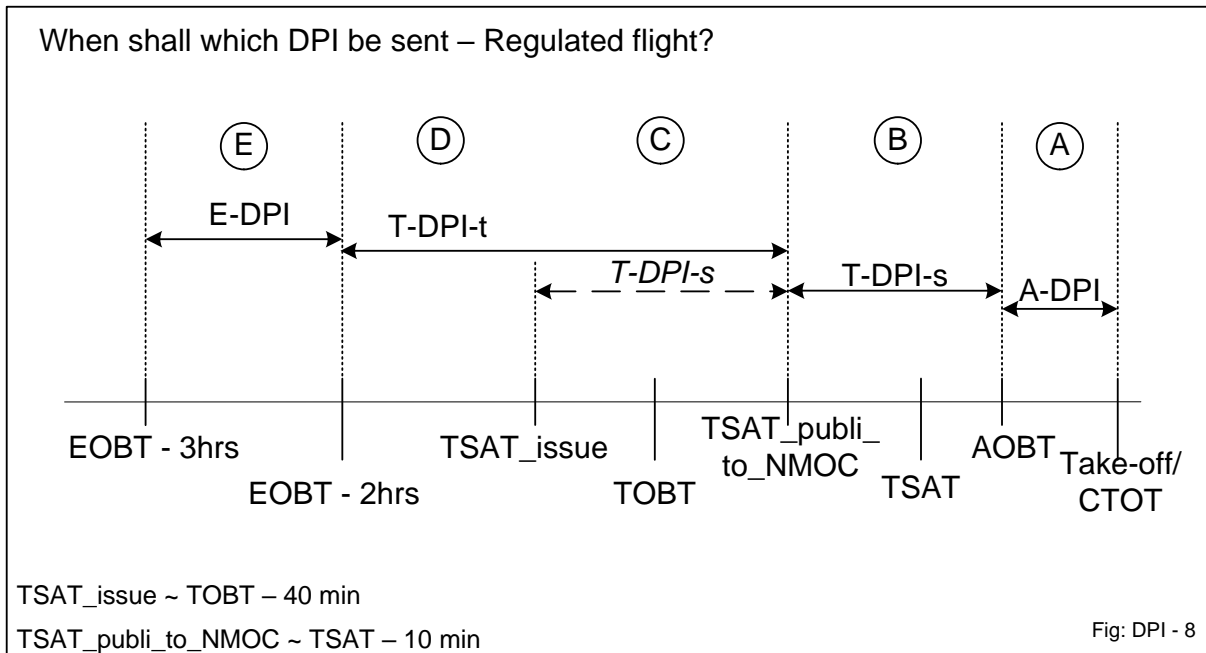 When shall which DPI be sent – Regulated flight?
E
D
C
B
A
E-DPI
T-DPI-t
T-DPI-s
T-DPI-s
A-DPI
EOBT - 3hrs
EOBT - 2hrs
TSAT_issue
TOBT
TSAT_publi_
to_NMOC
TSAT
AOBT
Take-off/
CTOT
TSAT_issue ~ TOBT – 40 min
TSAT_publi_to_NMOC ~ TSAT – 10 min
Fig: DPI - 8